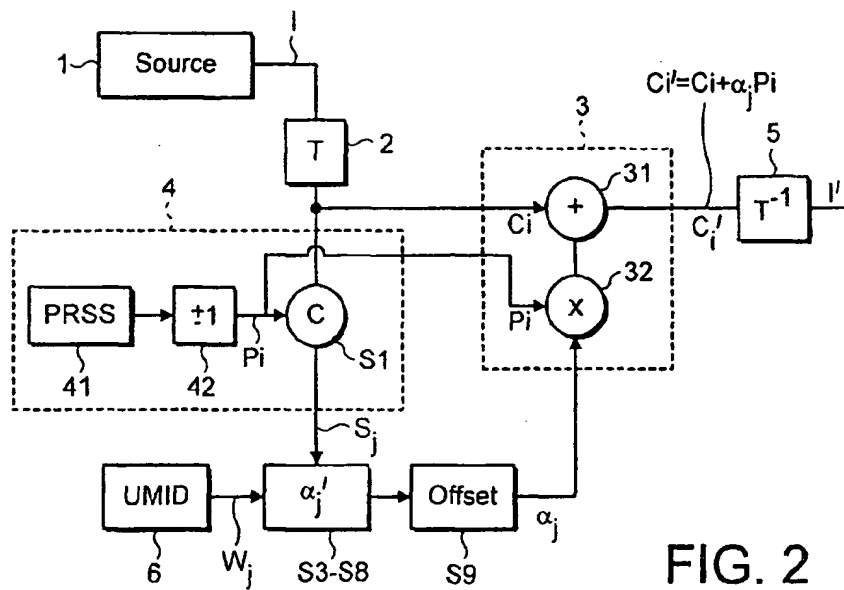 I
1
Source
Ci'=Ci+αjPi
3
T
2
5
4
31
+
T-1
I'
Ci
Ci'
32
PRSS
±1
C
Pi
X
41
42
Pi
S1
Sj
UMID
αj'
Offset
αj
6
Wj
S3-S8
S9
FIG. 2